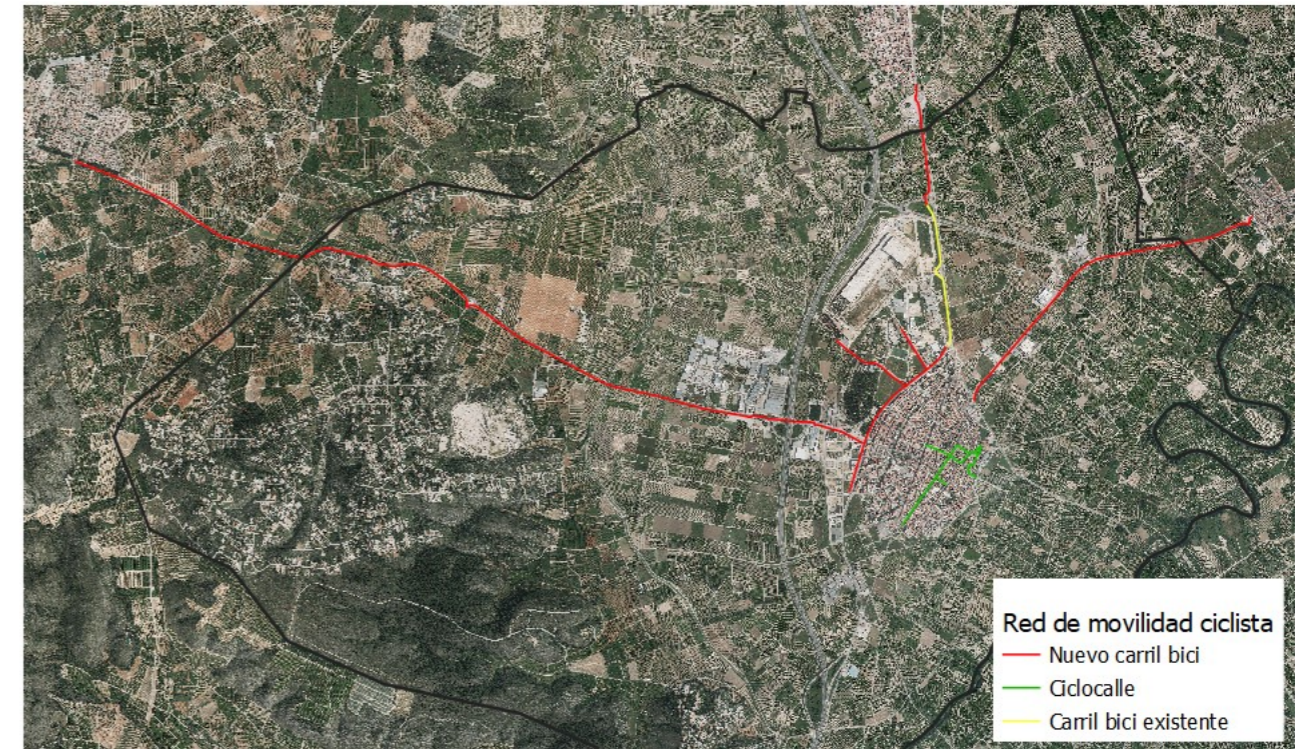 Red de movilidad ciclista
Nuevo carril bici
Ciclocalle
Carril bici existente